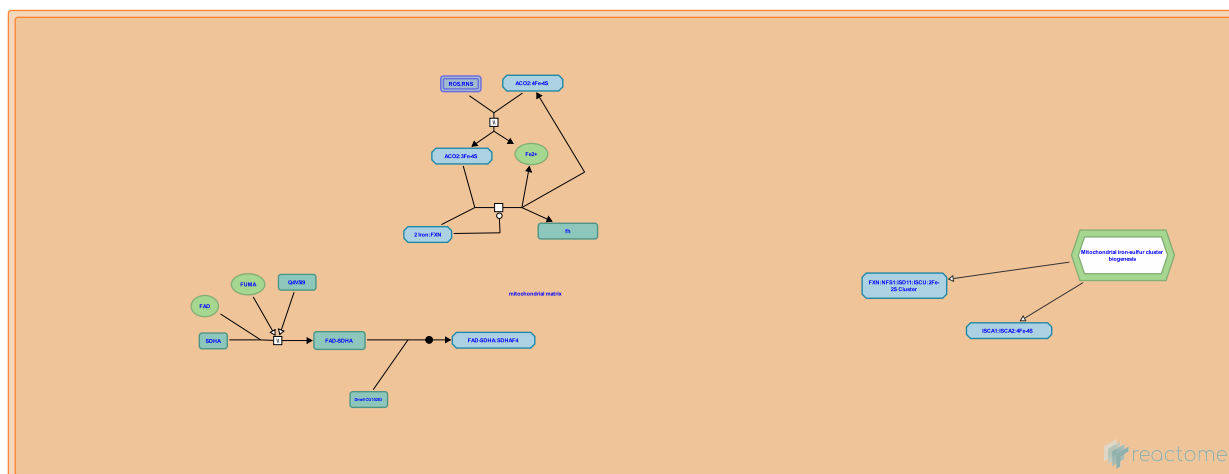 ROS,RNS
ACO2:4Fe-4S
ACO2:3Fe-4S
Fe2+
2 Iron:FXN
fh
Mitochondrial iron-sulfur cluster
biogenesis
FXN:NFS1:ISD11:ISCU:2Fe-
2S Cluster
ISCA1:ISCA2:4Fe-4S
FUMA
Q4V5I9
mitochondrial matrix
FAD
SDHA
FAD-SDHA
FAD-SDHA:SDHAF4
reactome